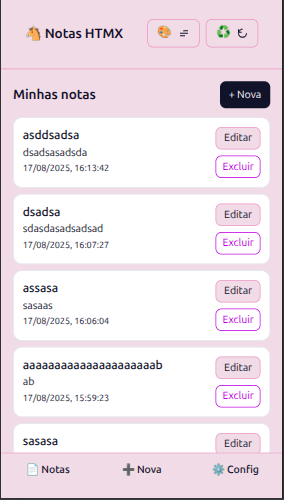 Notas HTMX
Minhas notas
+ Nova
asddsadsa
dsadsasadsda
17/08/2025, 16:13:42
Editar
Excluir
dsadsa
sdasdasadsadsad
17/08/2025, 16:07:27
Editar
Excluir
assasa
sasaas
17/08/2025, 16:06:04
Editar
Excluir
aaaaaaaaaaaaaaaaaaaaab
ab
17/08/2025, 15:59:23
Editar
Excluir
sasasa
Editar
Notas
Nova
Config